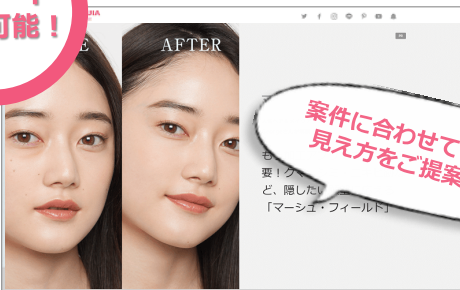 可能！
AFTER
案件に合わせて
見え方をご提案
要！クマ
ど、隠したい
「マーシュ・フィールド」